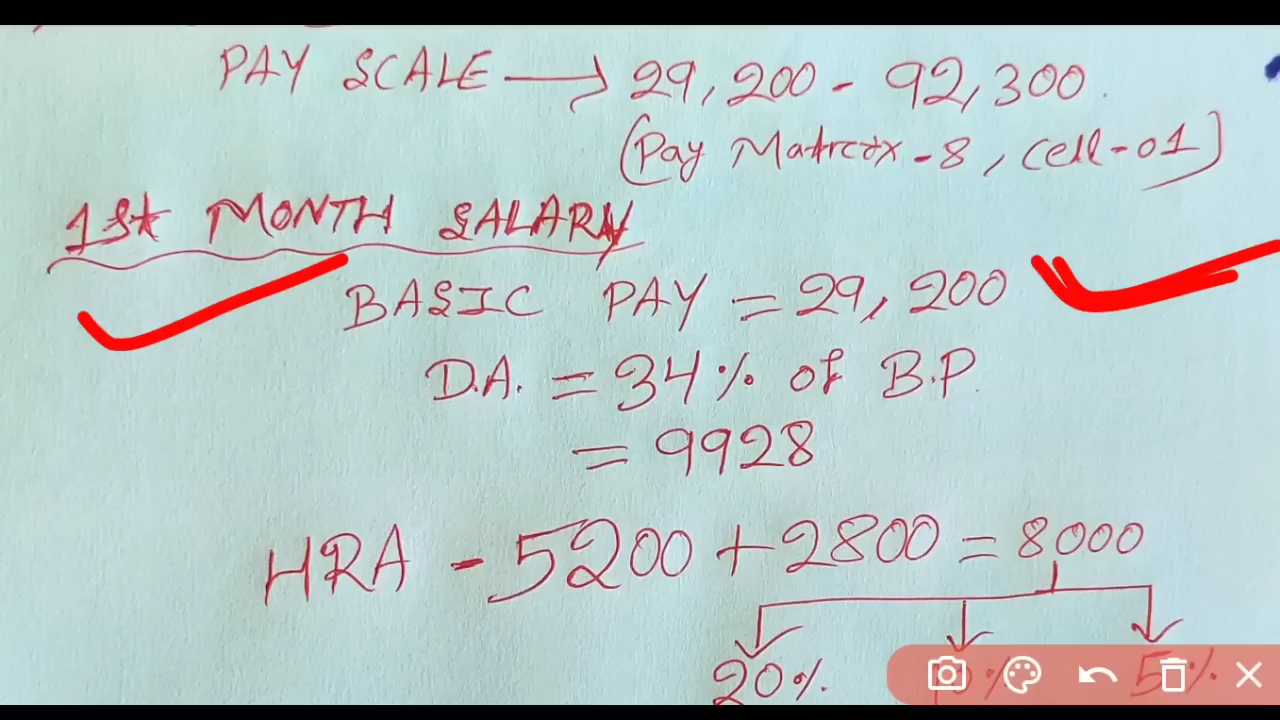 PAY SCALE → 29,200 - 92,300
(Pay Matrix - 8, Cell - 01)
1st MONTH SALARY
BASIC PAY = 29,200
D.A. = 34% of B.P.
= 9928
HRA - 5200 + 2800 = 8000
20% 5%